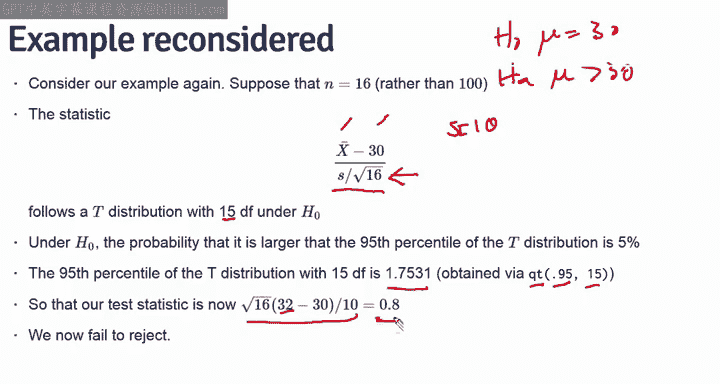 Example reconsidered
H₀ μ = 30
Hₐ μ > 30
• Consider our example again. Suppose that n = 16 (rather than 100)
• The statistic
s=10
X̄ − 30
s/√16
follows a T distribution with 15 df under H₀
• Under H₀, the probability that it is larger that the 95th percentile of the T distribution is 5%
• The 95th percentile of the T distribution with 15 df is 1.7531 (obtained via qt(.95, 15))
• So that our test statistic is now √16(32 − 30)/10 = 0.8
• We now fail to reject.